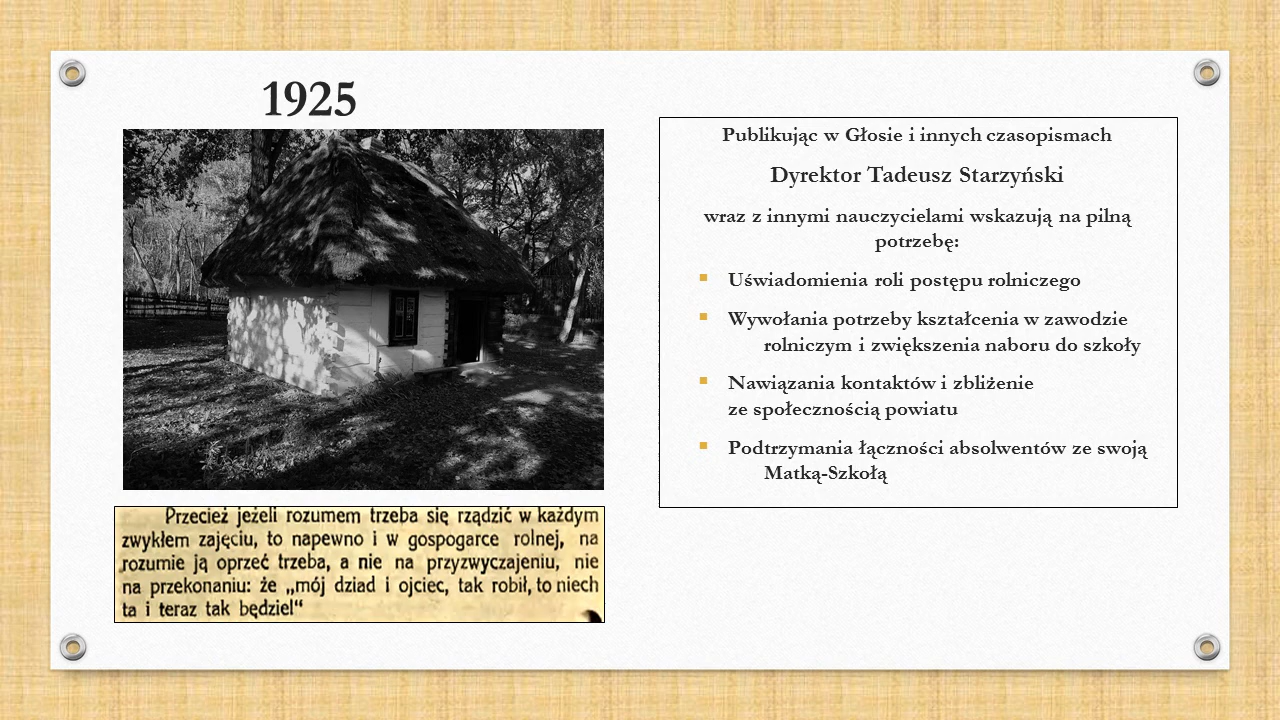 1925
Przecież jeżeli rozumem trzeba się rządzić w każdym
zwykłem zajęciu, to napewno i w gospogarce rolnej, na
rozumie ją oprzeć trzeba, a nie na przyzwyczajeniu, nie
na przekonaniu: że „mój dziad i ojciec, tak robił, to niech
ta i teraz tak będzie!“
Publikując w Głosie i innych czasopismach
Dyrektor Tadeusz Starzyński
wraz z innymi nauczycielami wskazują na pilną
potrzebę:
Uświadomienia roli postępu rolniczego
Wywołania potrzeby kształcenia w zawodzie
rolniczym i zwiększenia naboru do szkoły
Nawiązania kontaktów i zbliżenie
ze społecznością powiatu
Podtrzymania łączności absolwentów ze swoją
Matką-Szkołą